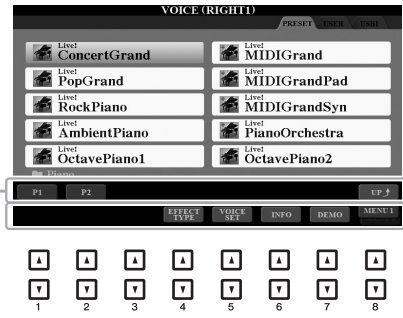 VOICE (RIGHT1)
PRESET USER USB1
Live! Live!
ConcertGrand MIDIGrand
Live! Live!
PopGrand MIDIGrandPad
Live! Live!
RockPiano MIDIGrandSyn
Live! Live!
AmbientPiano PianoOrchestra
Live! Live!
OctavePiano1 OctavePiano2
Piano
P1 P2 UP
EFFECT TYPE VOICE SET INFO DEMO MENU 1
1 2 3 4 5 6 7 8